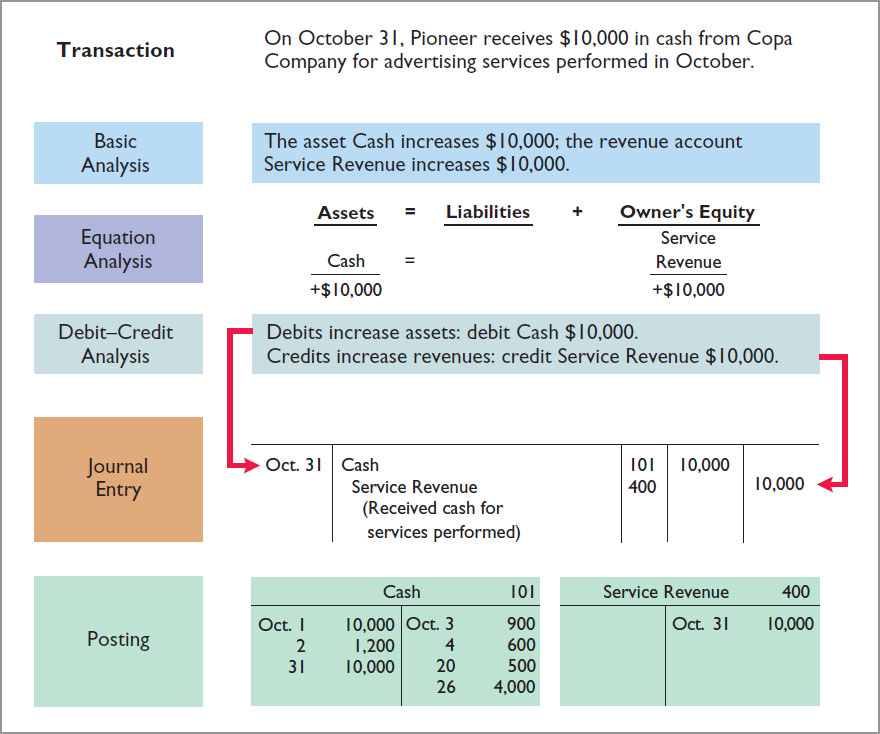 Transaction
On October 31, Pioneer receives $10,000 in cash from Copa
Company for advertising services performed in October.
Basic
Analysis
The asset Cash increases $10,000; the revenue account
Service Revenue increases $10,000.
Equation
Analysis
Assets = Liabilities + Owner's Equity
Service
Cash = Revenue
+$10,000 +$10,000
Debit–Credit
Analysis
Debits increase assets: debit Cash $10,000.
Credits increase revenues: credit Service Revenue $10,000.
Journal
Entry
Oct. 31 Cash 101 10,000
Service Revenue 400 10,000
(Received cash for
services performed)
Posting
Cash 101
Oct. 1 10,000 Oct. 3 900
2 1,200 4 600
31 10,000 20 500
26 4,000
Service Revenue 400
Oct. 31 10,000